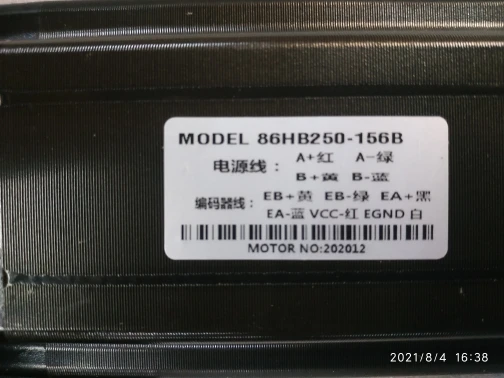 MODEL 86HB250-156B
电源线： A+红 A-绿
B+黄 B-蓝
编码器线： EB+黄 EB-绿 EA+黑
EA-蓝 VCC-红 EGND 白
MOTOR NO:202012
2021/8/4 16:38